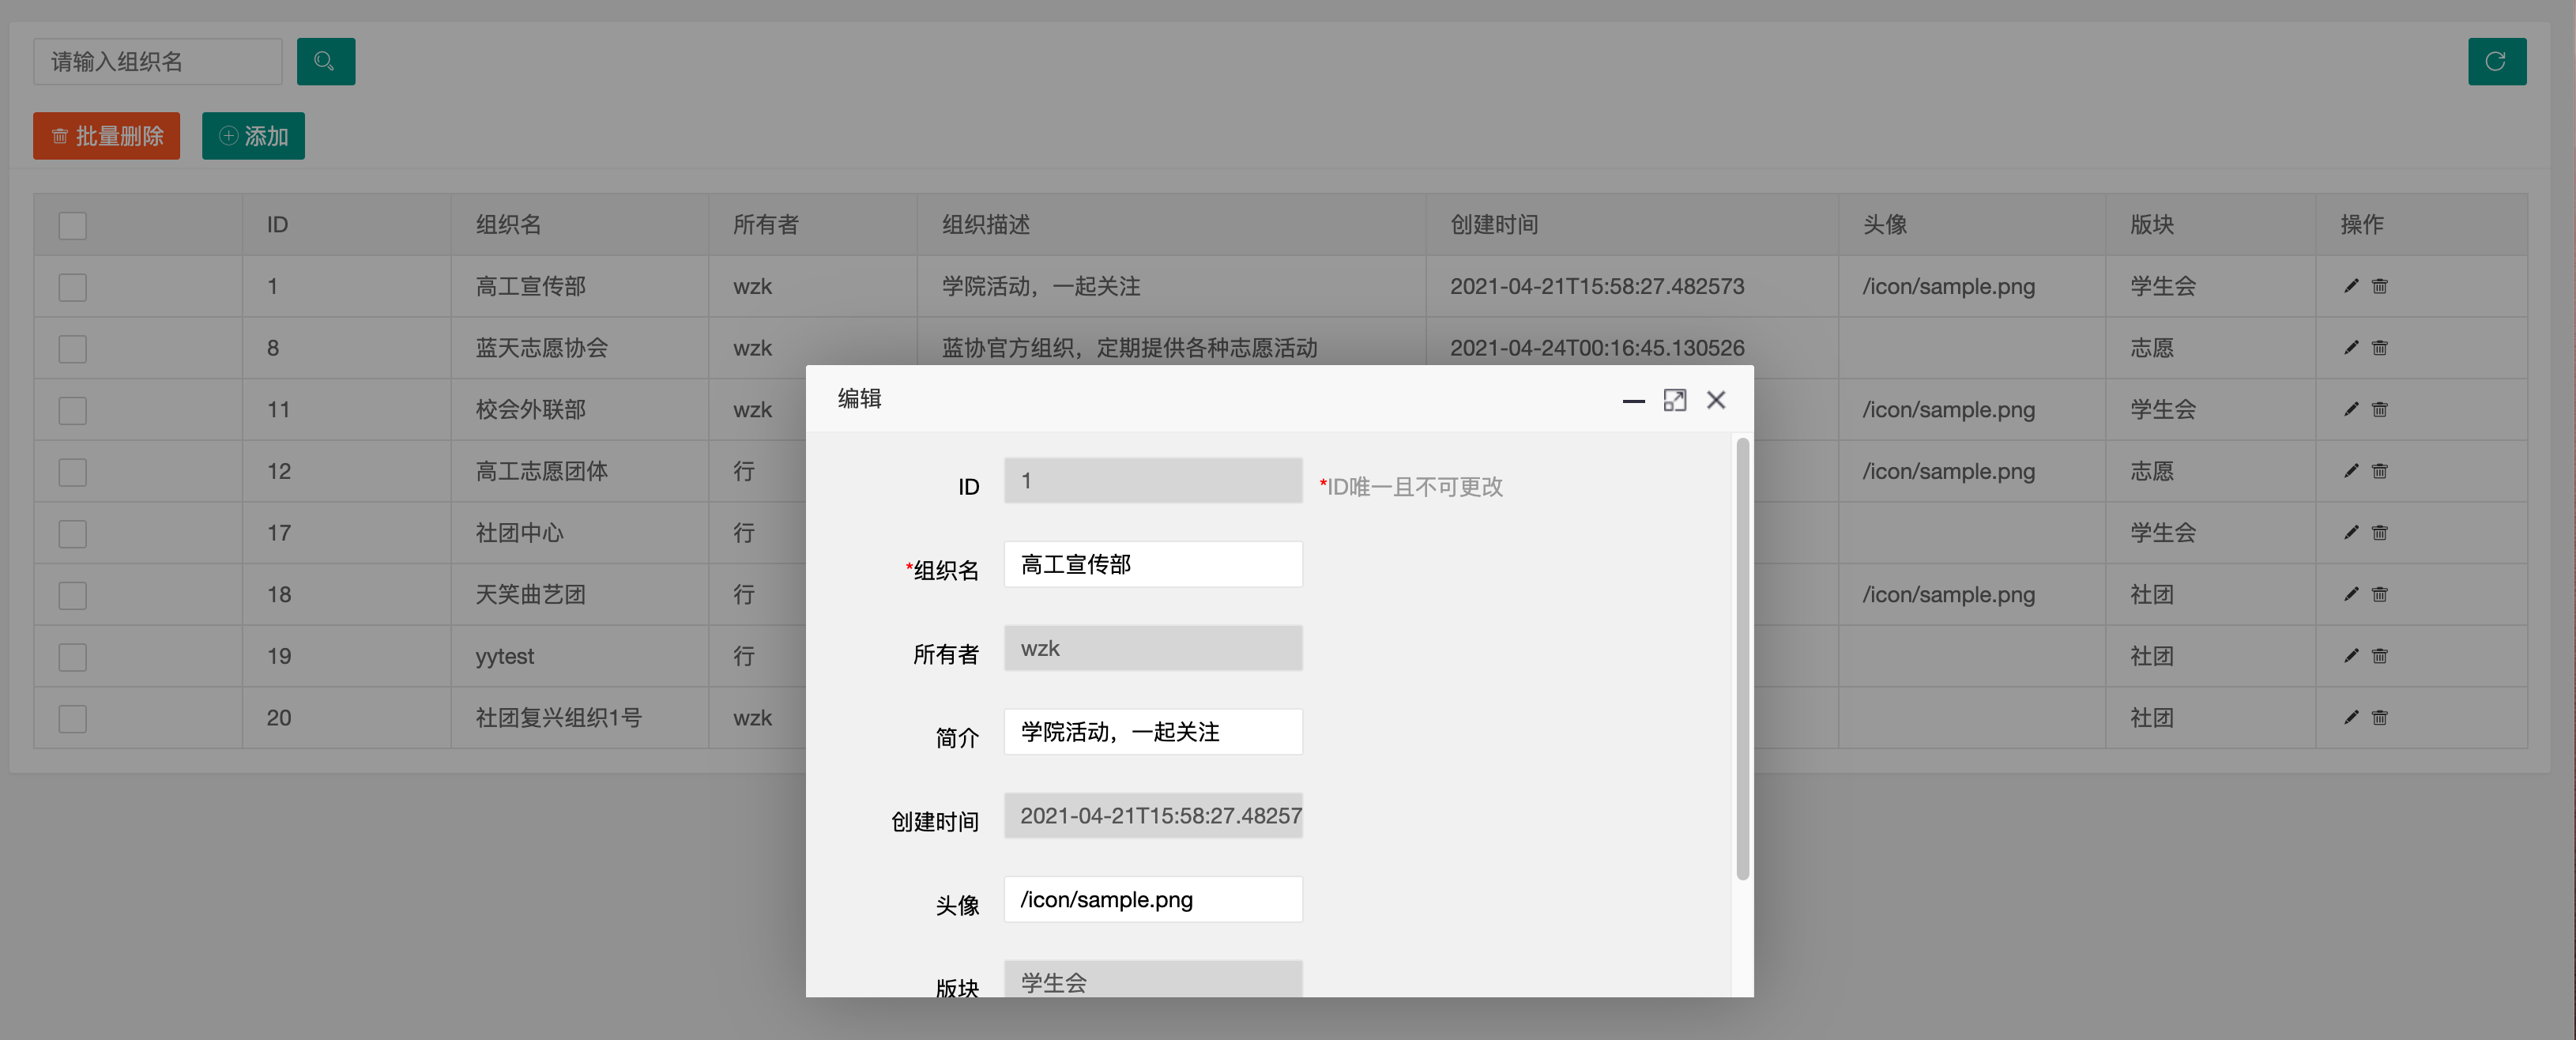 请输入组织名
批量删除 添加
ID 组织名 所有者 组织描述 创建时间 头像 版块 操作
1 高工宣传部 wzk 学院活动，一起关注 2021-04-21T15:58:27.482573 /icon/sample.png 学生会
8 蓝天志愿协会 wzk 蓝协官方组织，定期提供各种志愿活动 2021-04-24T00:16:45.130526 志愿
11 校会外联部 wzk /icon/sample.png 学生会
12 高工志愿团体 行 /icon/sample.png 志愿
17 社团中心 行 学生会
18 天笑曲艺团 行 /icon/sample.png 社团
19 yytest 行 社团
20 社团复兴组织1号 wzk 社团
编辑
ID 1 *ID唯一且不可更改
*组织名 高工宣传部
所有者 wzk
简介 学院活动，一起关注
创建时间 2021-04-21T15:58:27.48257
头像 /icon/sample.png
版块 学生会